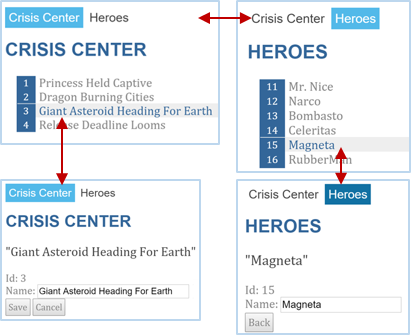 Crisis Center Heroes
CRISIS CENTER
1 Princess Held Captive
2 Dragon Burning Cities
3 Giant Asteroid Heading For Earth
4 Release Deadline Looms
Crisis Center Heroes
HEROES
11 Mr. Nice
12 Narco
13 Bombasto
14 Celeritas
15 Magneta
16 RubberMan
Crisis Center Heroes
CRISIS CENTER
"Giant Asteroid Heading For Earth"
Id: 3
Name: Giant Asteroid Heading For Earth
Save Cancel
Crisis Center Heroes
HEROES
"Magneta"
Id: 15
Name: Magneta
Back